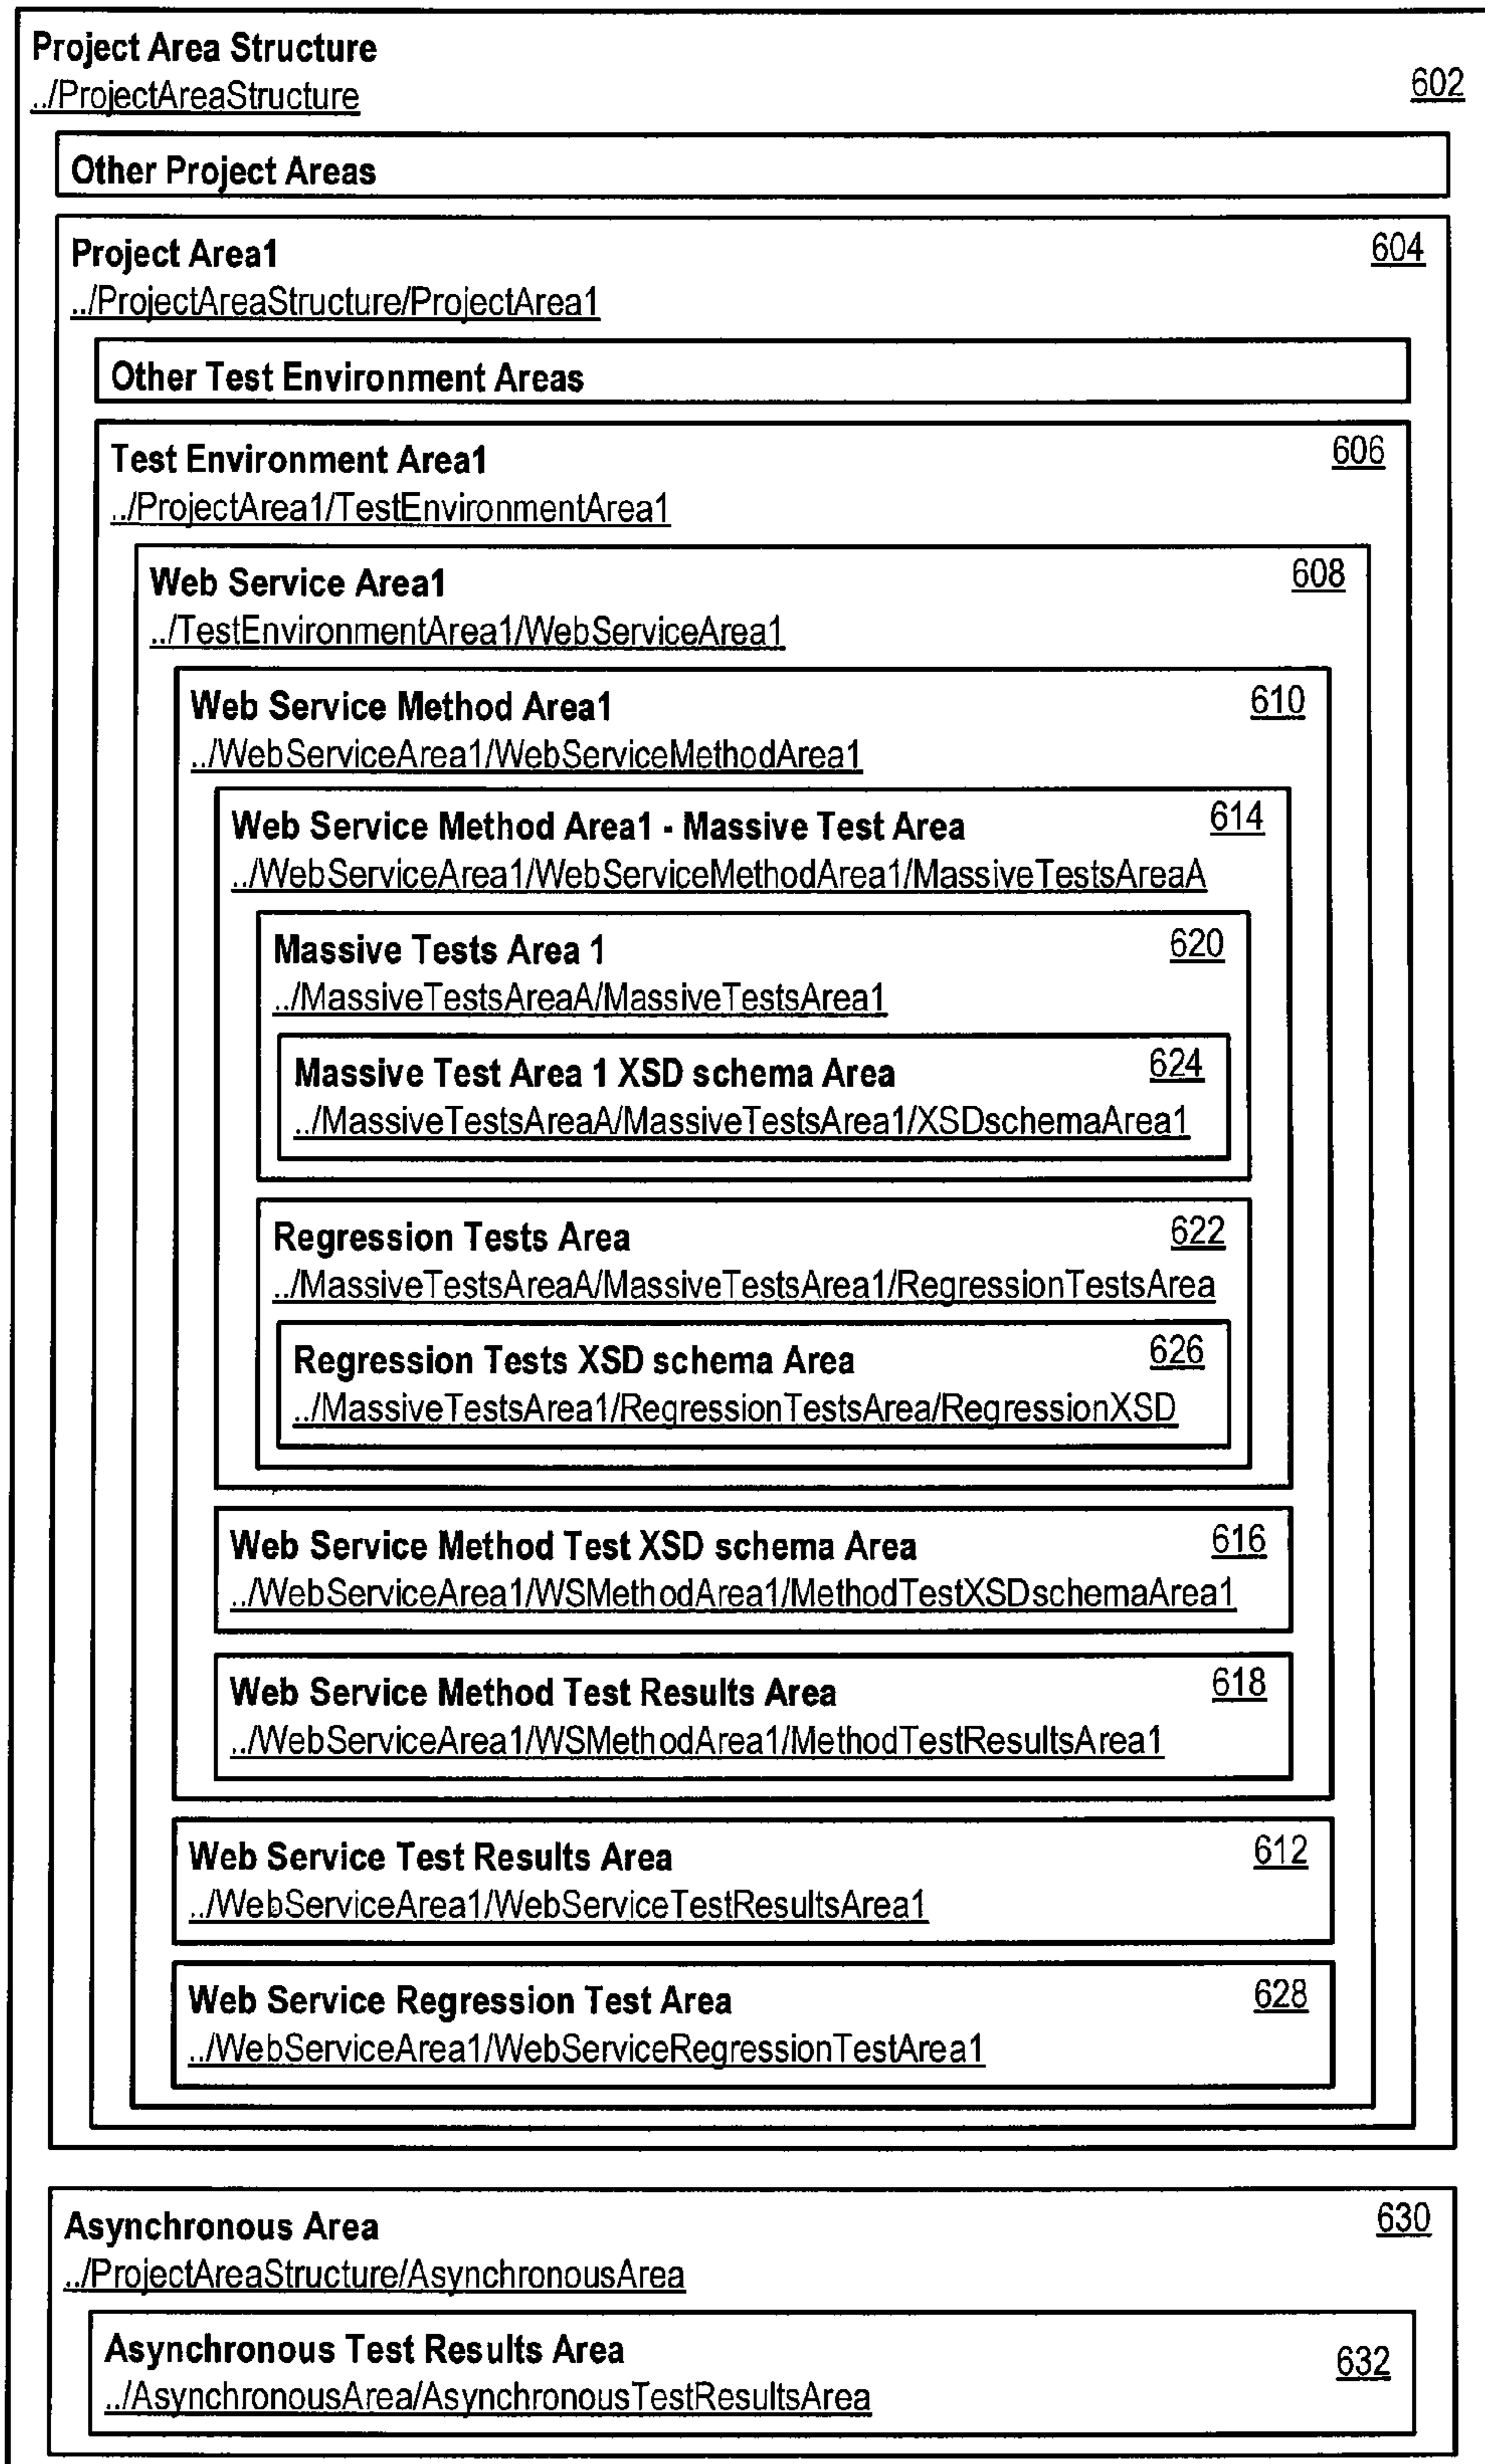 Project Area Structure
../ProjectAreaStructure
602
Other Project Areas
Project Area1
604
../ProjectAreaStructure/ProjectArea1
Other Test Environment Areas
Test Environment Area1
606
../ProjectArea1/TestEnvironmentArea1
Web Service Area1
608
../TestEnvironmentArea1/WebServiceArea1
Web Service Method Area1
610
../WebServiceArea1/WebServiceMethodArea1
Web Service Method Area1 - Massive Test Area
614
../WebServiceArea1/WebServiceMethodArea1/MassiveTestsAreaA
Massive Tests Area 1
620
../MassiveTestsAreaA/MassiveTestsArea1
Massive Test Area 1 XSD schema Area
624
../MassiveTestsAreaA/MassiveTestsArea1/XSDschemaArea1
Regression Tests Area
622
../MassiveTestsAreaA/MassiveTestsArea1/RegressionTestsArea
Regression Tests XSD schema Area
626
../MassiveTestsArea1/RegressionTestsArea/RegressionXSD
Web Service Method Test XSD schema Area
616
../WebServiceArea1/WSMethodArea1/MethodTestXSDschemaArea1
Web Service Method Test Results Area
618
../WebServiceArea1/WSMethodArea1/MethodTestResultsArea1
Web Service Test Results Area
612
../WebServiceArea1/WebServiceTestResultsArea1
Web Service Regression Test Area
628
../WebServiceArea1/WebServiceRegressionTestArea1
Asynchronous Area
630
../ProjectAreaStructure/AsynchronousArea
Asynchronous Test Results Area
632
../AsynchronousArea/AsynchronousTestResultsArea